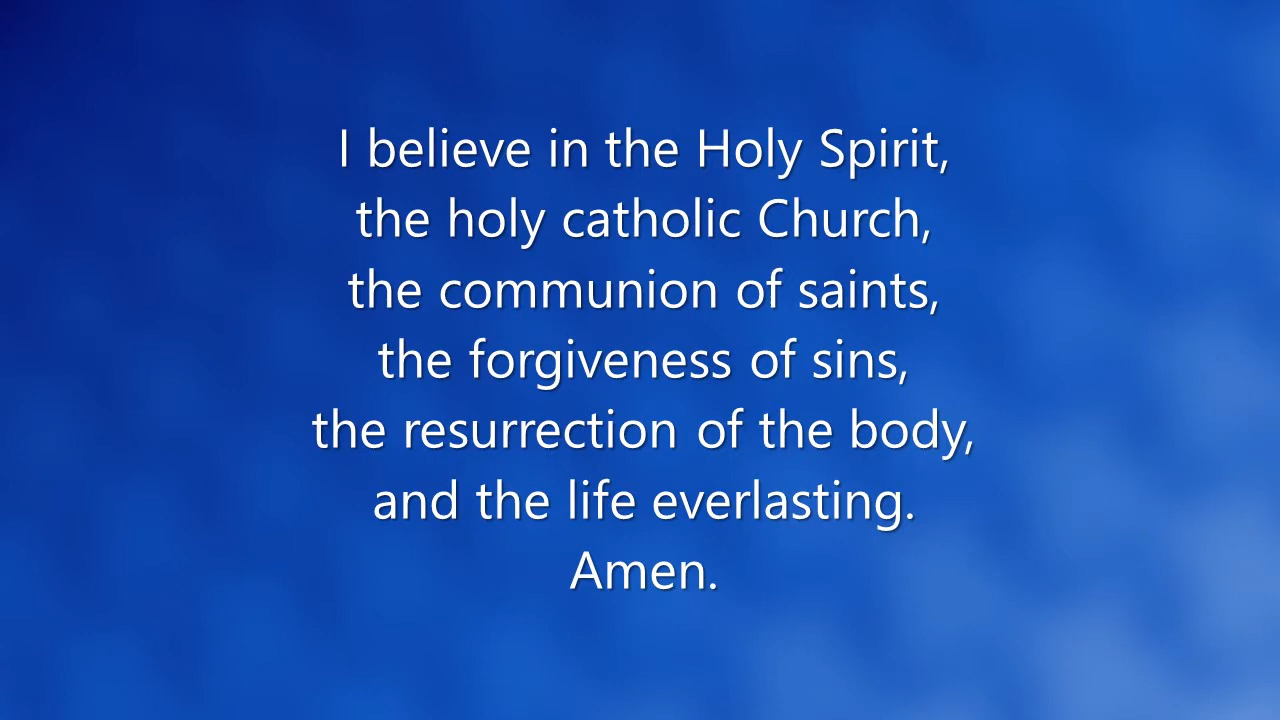 I believe in the Holy Spirit,
the holy catholic Church,
the communion of saints,
the forgiveness of sins,
the resurrection of the body,
and the life everlasting.
Amen.